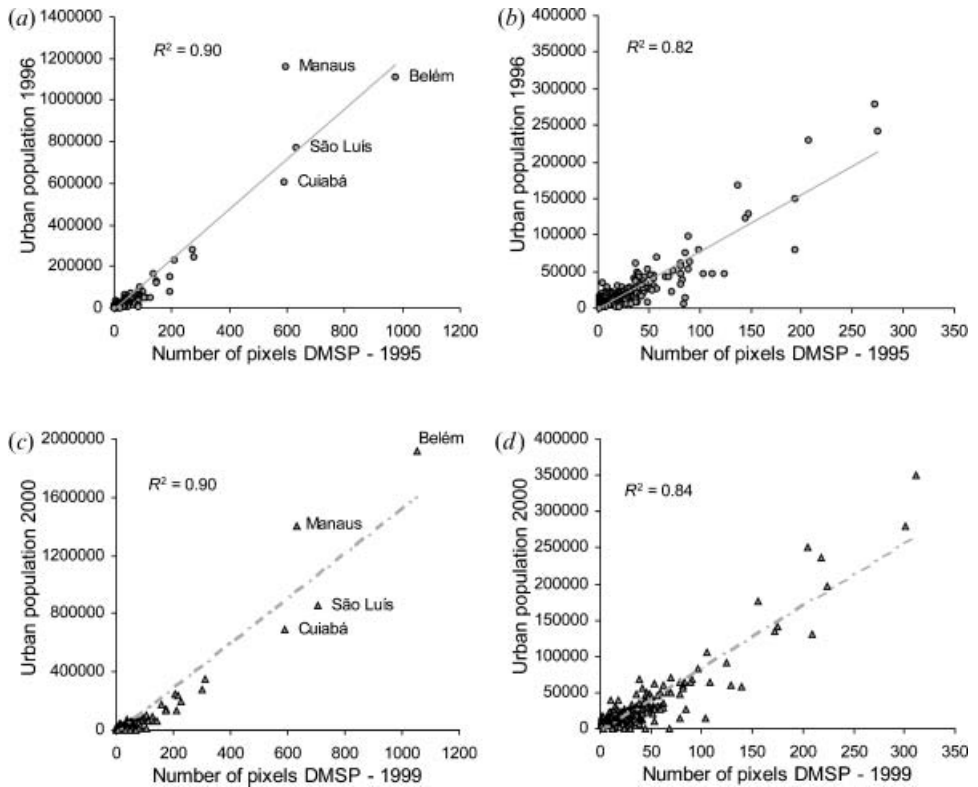 (a)
1400000
1200000
1000000
800000
600000
400000
200000
0
Urban population 1996
R² = 0.90
Manaus
Belém
São Luís
Cuiabá
0 200 400 600 800 1000 1200
Number of pixels DMSP - 1995
(b)
400000
350000
300000
250000
200000
150000
100000
50000
0
Urban population 1996
R² = 0.82
0 50 100 150 200 250 300 350
Number of pixels DMSP - 1995
(c)
2000000
1600000
1200000
800000
400000
0
Urban population 2000
R² = 0.90
Belém
Manaus
São Luís
Cuiabá
0 200 400 600 800 1000 1200
Number of pixels DMSP - 1999
(d)
400000
350000
300000
250000
200000
150000
100000
50000
0
Urban population 2000
R² = 0.84
0 50 100 150 200 250 300 350
Number of pixels DMSP - 1999